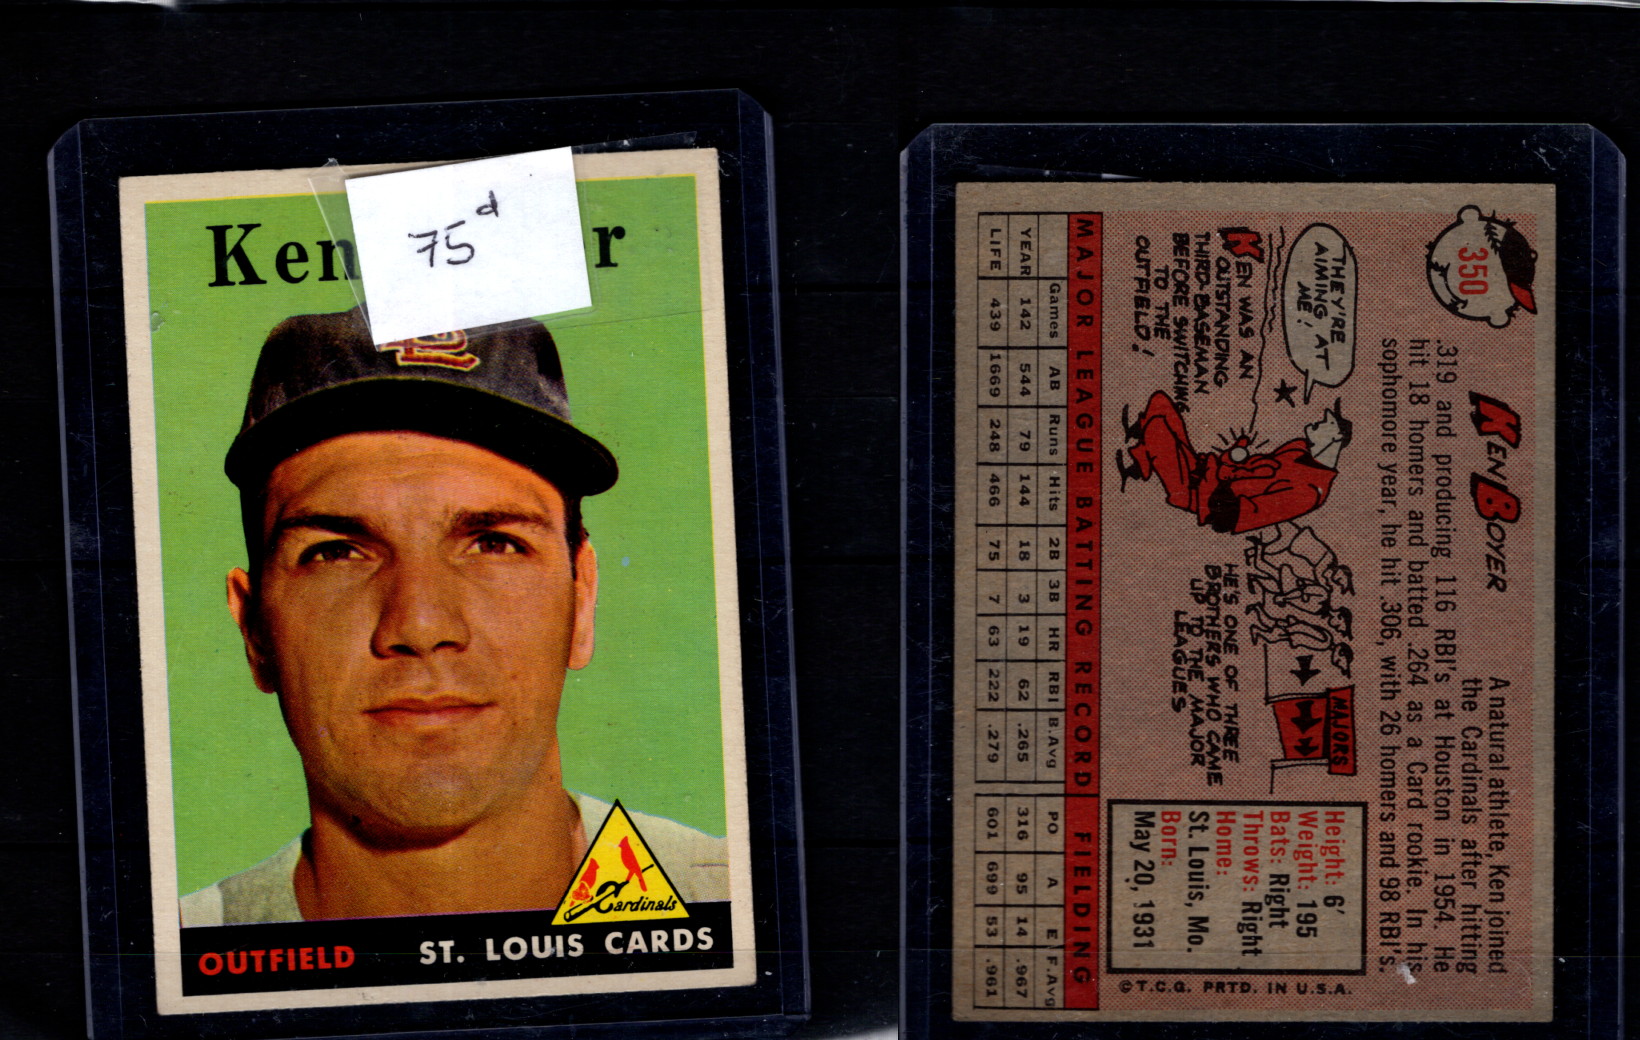 Ken
r
75 d
Cardinals
OUTFIELD
ST. LOUIS CARDS
350
KEN BOYER
A natural athlete, Ken joined
the Cardinals after hitting
.319 and producing 116 RBI's at Houston in 1954. He
hit 18 homers and batted .264 as a Card rookie. In his
sophomore year, he hit .306, with 26 homers and 98 RBI's.
THEY'RE
AIMING AT
ME!
KEN WAS AN
OUTSTANDING
THIRD-BASEMAN
BEFORE SWITCHING
TO THE
OUTFIELD!
MAJORS
HE'S ONE OF THREE
BROTHERS WHO CAME
UP TO THE MAJOR
LEAGUES
Height: 6'
Weight: 195
Bats: Right
Throws: Right
Home:
St. Louis, Mo.
Born:
May 20, 1931
MAJOR LEAGUE BATTING RECORD FIELDING
Games AB Runs Hits 2B 3B HR RBI B.Avg PO A E F.Avg
YEAR 142 544 79 144 18 3 19 62 .265 316 95 14 .967
LIFE 439 1669 248 466 75 7 63 222 .279 601 699 53 .961
©T.C.G. PRTD. IN U.S.A.